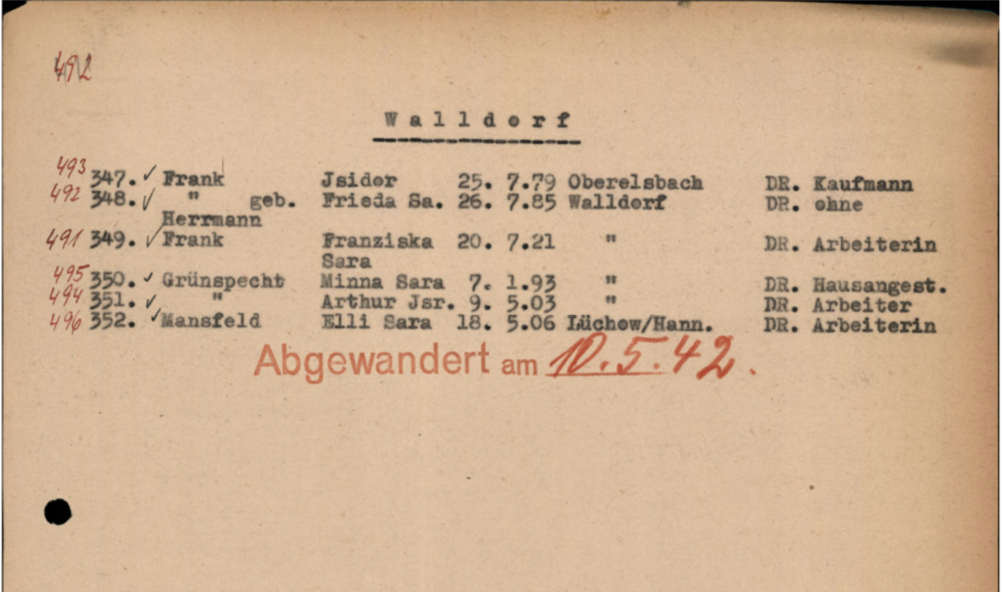 492
Walldorf
493 347. ✓ Frank Jsidor 25. 7.79 Oberelsbach DR. Kaufmann
492 348. ✓ " geb. Frieda Sa. 26. 7.85 Walldorf DR. ohne
Herrmann
491 349. ✓ Frank Franziska 20. 7.21 " DR. Arbeiterin
Sara
495 350. ✓ Grünspecht Minna Sara 7. 1.93 " DR. Hausangest.
494 351. ✓ " Arthur Jsr. 9. 5.03 " DR. Arbeiter
496 352. ✓ Mansfeld Elli Sara 18. 5.06 Lüchow/Hann. DR. Arbeiterin
Abgewandert am 10.5.42.